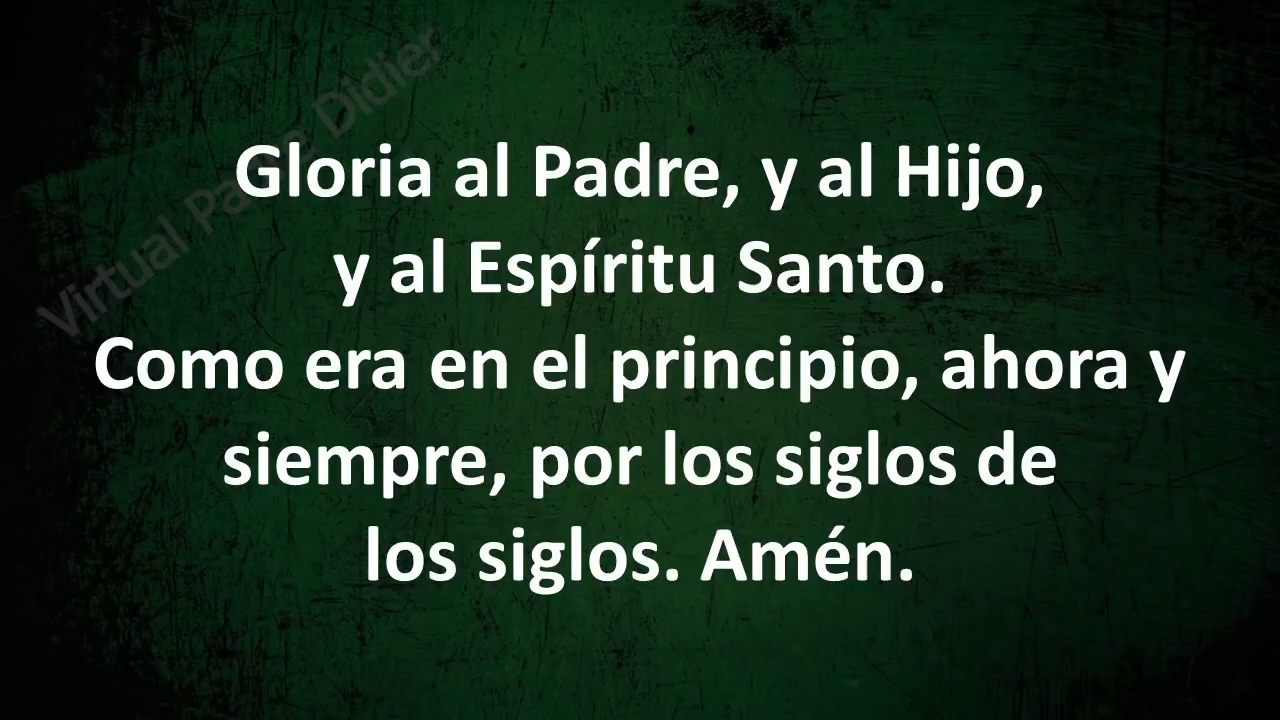 Virtual Padre Didier
Gloria al Padre, y al Hijo,
y al Espíritu Santo.
Como era en el principio, ahora y
siempre, por los siglos de
los siglos. Amén.